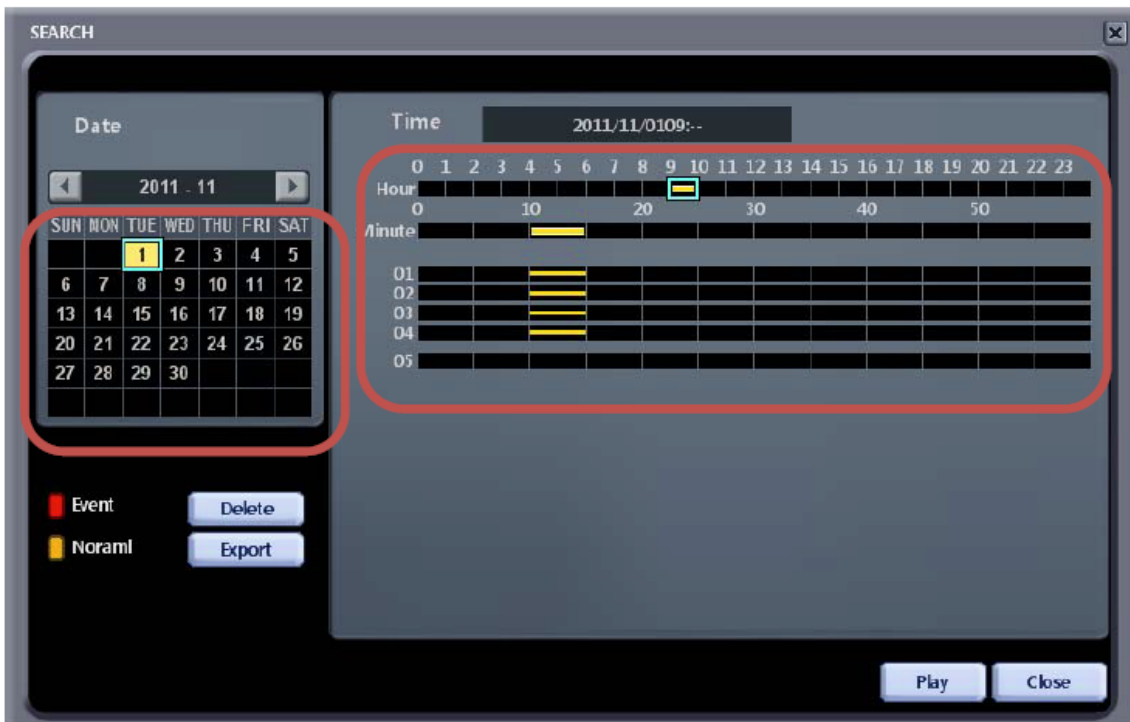 SEARCH
Date
2011 - 11
SUN MON TUE WED THU FRI SAT
1 2 3 4 5
6 7 8 9 10 11 12
13 14 15 16 17 18 19
20 21 22 23 24 25 26
27 28 29 30
Event
Delete
Noraml
Export
Time
2011/11/0109:--
0 1 2 3 4 5 6 7 8 9 10 11 12 13 14 15 16 17 18 19 20 21 22 23
Hour
0 10 20 30 40 50
Minute
01
02
03
04
05
Play
Close